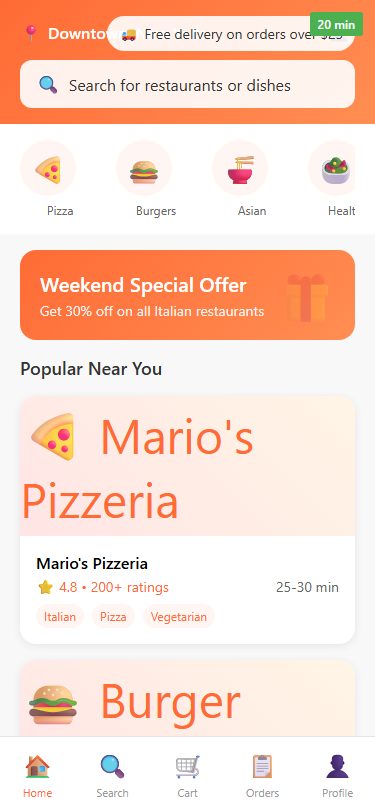 20 min
Downto
Free delivery on orders over $25
Search for restaurants or dishes
Pizza
Burgers
Asian
Healt
Weekend Special Offer
Get 30% off on all Italian restaurants
Popular Near You
Mario's
Pizzeria
Mario's Pizzeria
4.8 • 200+ ratings
25-30 min
Italian
Pizza
Vegetarian
Burger
Home
Search
Cart
Orders
Profile